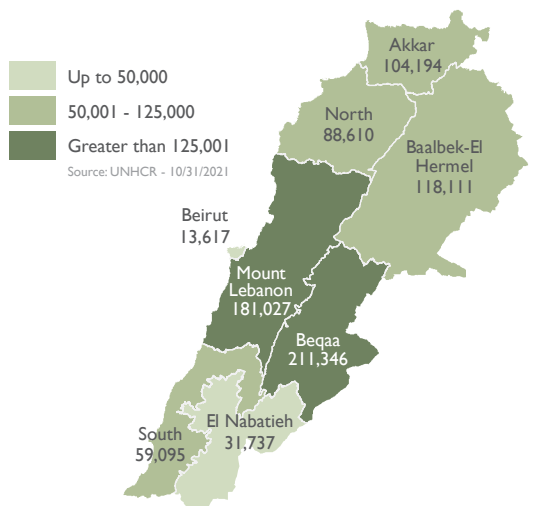 Up to 50,000
50,001 - 125,000
Greater than 125,001
Source: UNHCR - 10/31/2021
Akkar
104,194
North
88,610
Baalbek-El
Hermel
118,111
Beirut
13,617
Mount
Lebanon
181,027
Beqaa
211,346
El Nabatieh
31,737
South
59,095